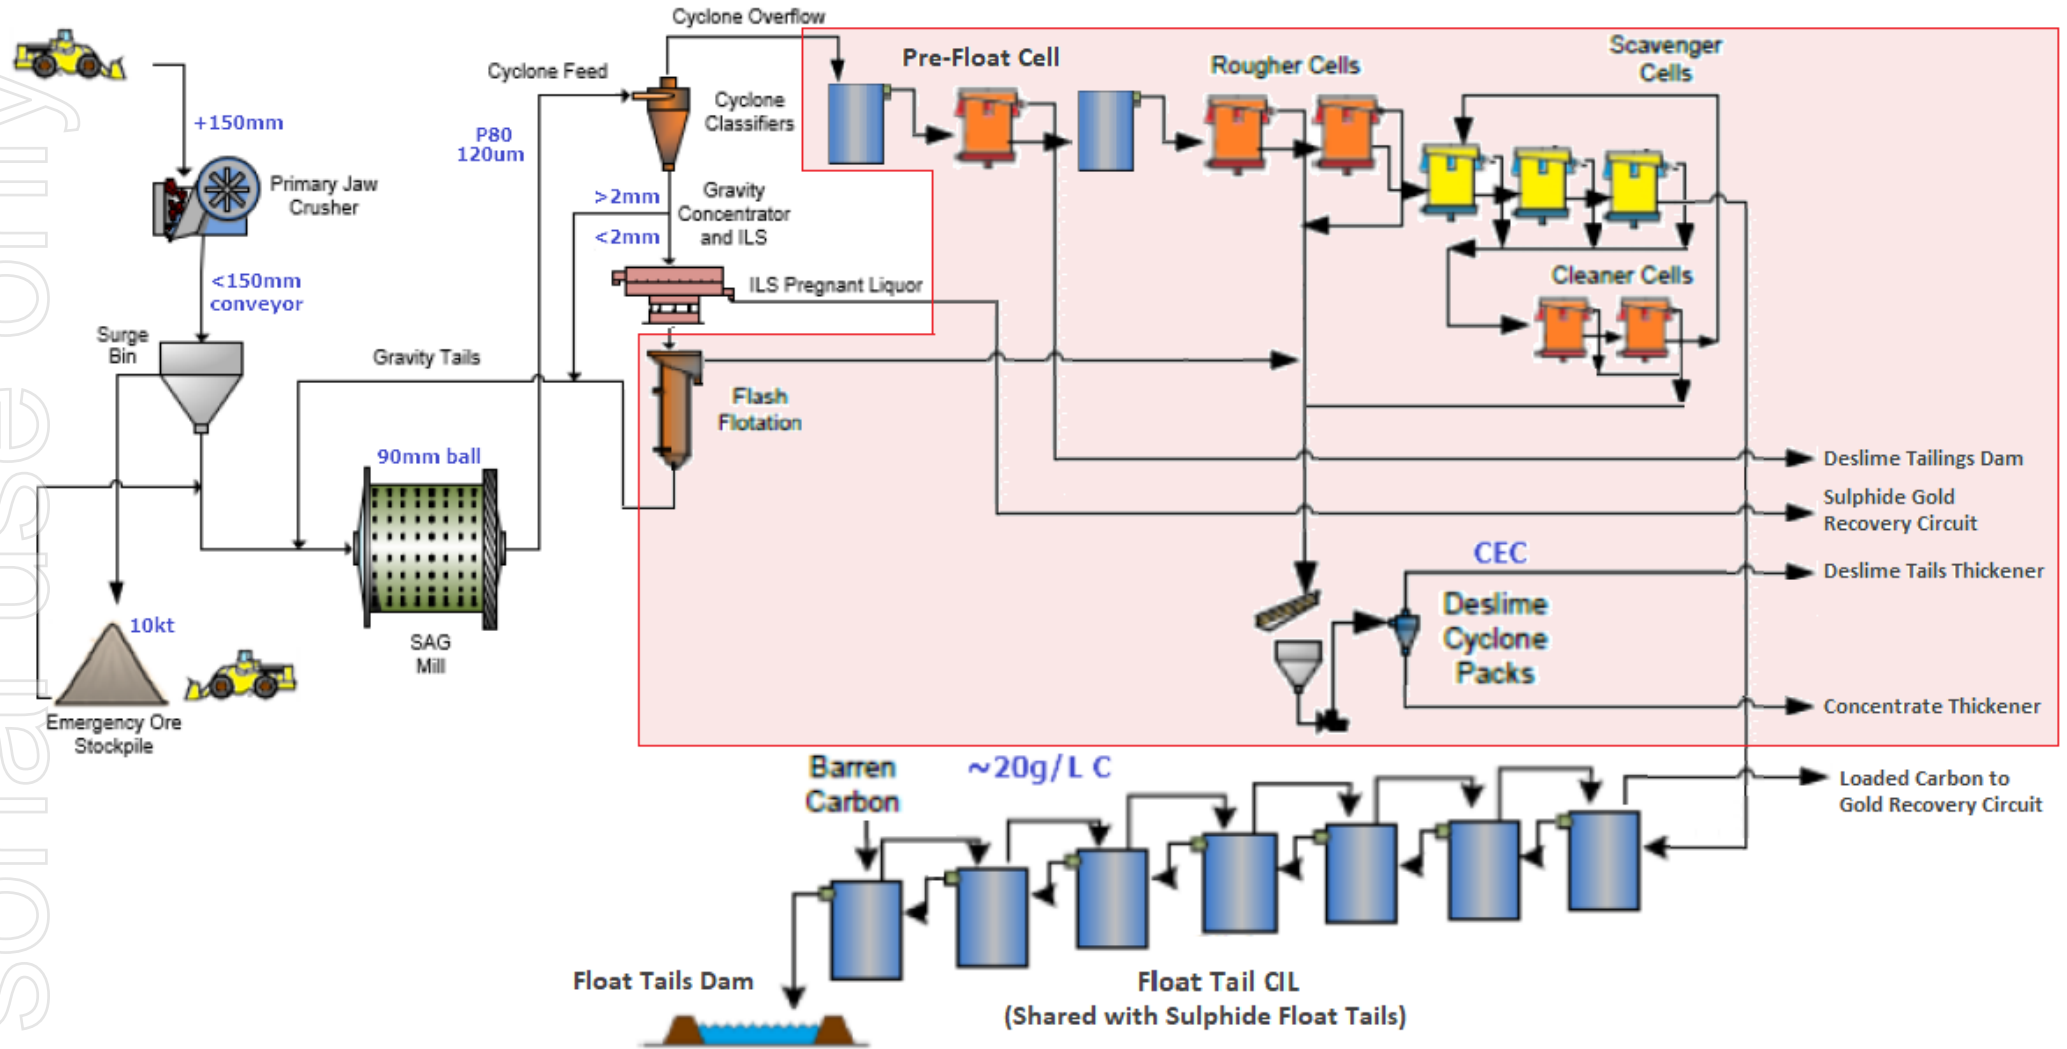 Cyclone Overflow
Pre-Float Cell
Rougher Cells
Scavenger
Cells
Cyclone Feed
Cyclone
Classifiers
+150mm
P80
120um
Primary Jaw
Crusher
>2mm
Gravity
Concentrator
and ILS
<2mm
<150mm
conveyor
ILS Pregnant Liquor
Cleaner Cells
Surge
Bin
Gravity Tails
Flash
Flotation
90mm ball
Deslime Tailings Dam
Sulphide Gold
Recovery Circuit
CEC
Deslime Tails Thickener
Deslime
Cyclone
Packs
10kt
SAG
Mill
Concentrate Thickener
Emergency Ore
Stockpile
Barren
Carbon
~20g/L C
Loaded Carbon to
Gold Recovery Circuit
Float Tails Dam
Float Tail CIL
(Shared with Sulphide Float Tails)
sonal use only